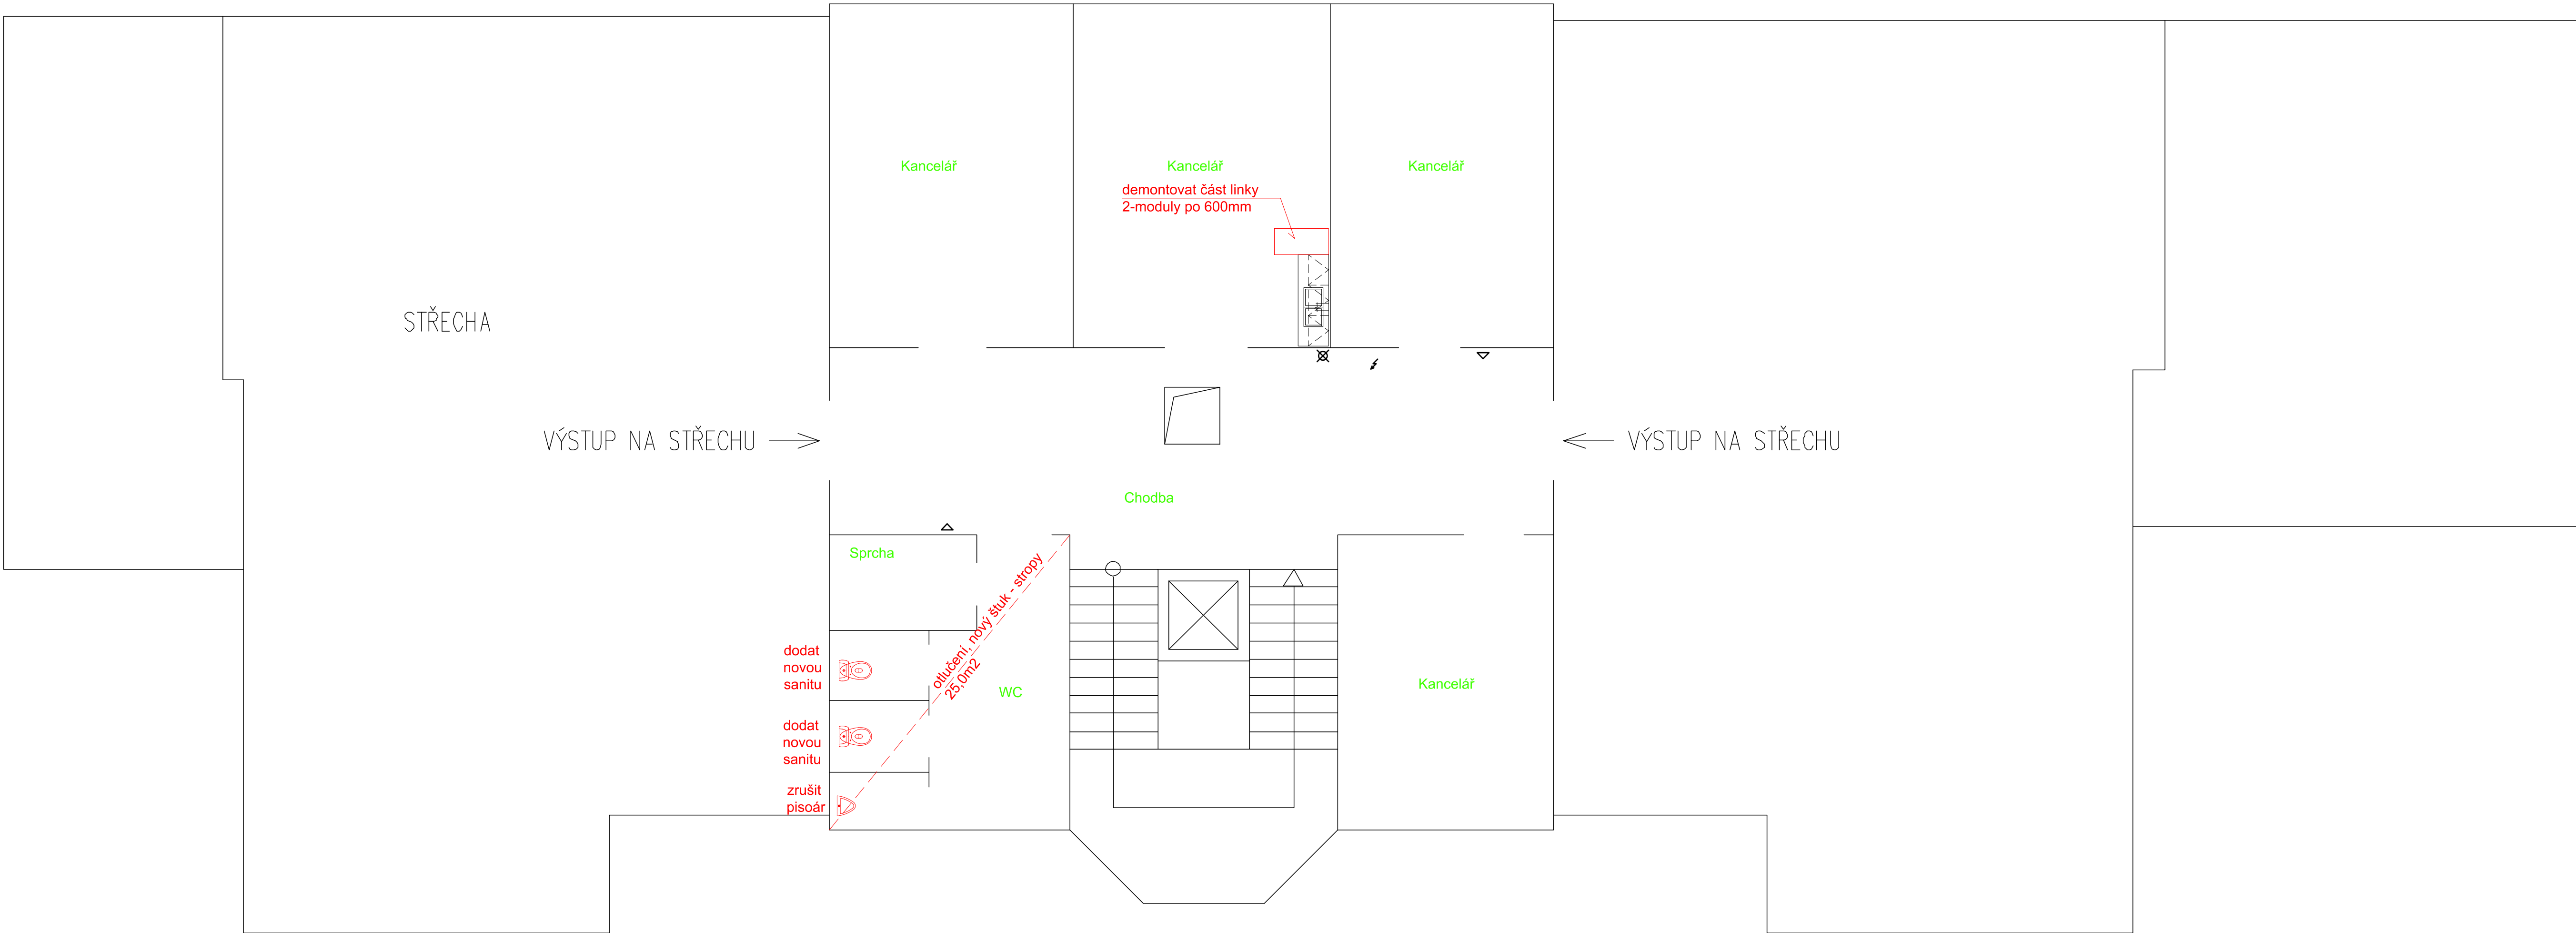 Kancelář
Kancelář
Kancelář
demontovat část linky
2-moduly po 600mm
STŘECHA
VÝSTUP NA STŘECHU
VÝSTUP NA STŘECHU
Chodba
Sprcha
otlučení, nový štuk - stropy
25,0m2
dodat
novou
sanitu
WC
Kancelář
dodat
novou
sanitu
zrušit
pisoár